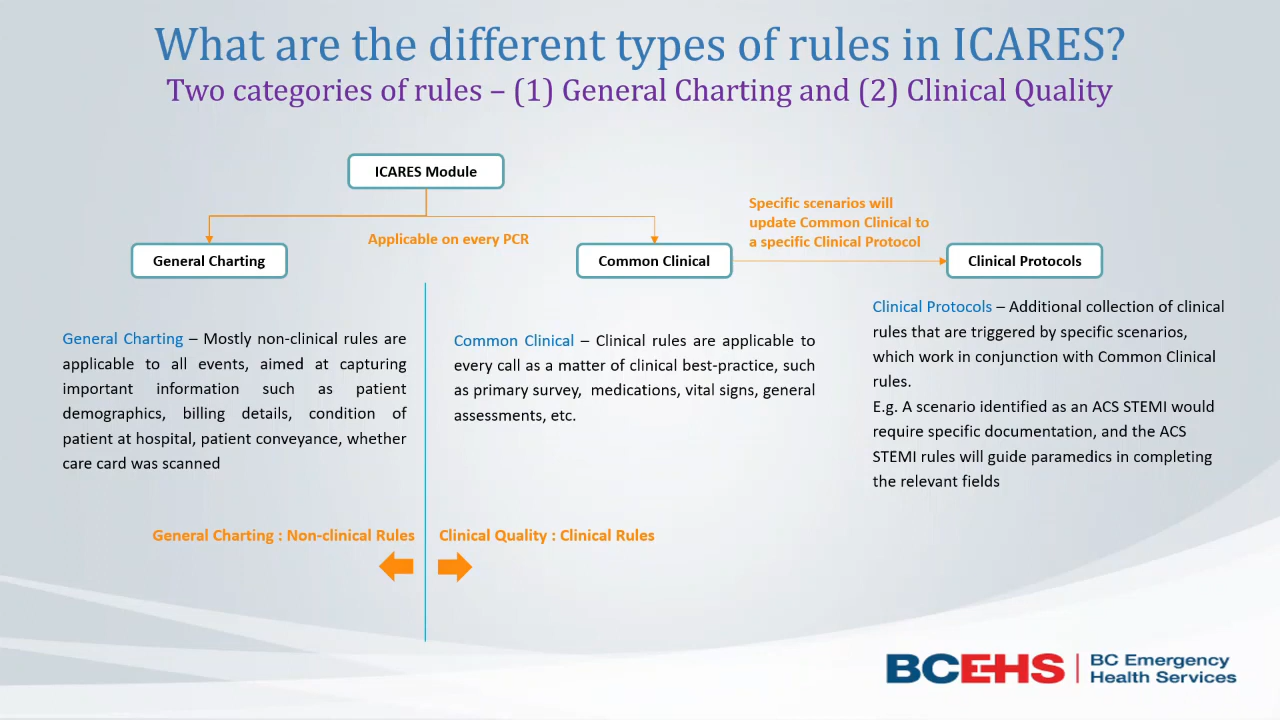 What are the different types of rules in ICARES?
Two categories of rules – (1) General Charting and (2) Clinical Quality
ICARES Module
Applicable on every PCR
Specific scenarios will
update Common Clinical to
a specific Clinical Protocol
General Charting
Common Clinical
Clinical Protocols
General Charting – Mostly non-clinical rules are
applicable to all events, aimed at capturing
important information such as patient
demographics, billing details, condition of
patient at hospital, patient conveyance, whether
care card was scanned
Common Clinical – Clinical rules are applicable to
every call as a matter of clinical best-practice, such
as primary survey, medications, vital signs, general
assessments, etc.
Clinical Protocols – Additional collection of clinical
rules that are triggered by specific scenarios,
which work in conjunction with Common Clinical
rules.
E.g. A scenario identified as an ACS STEMI would
require specific documentation, and the ACS
STEMI rules will guide paramedics in completing
the relevant fields
General Charting : Non-clinical Rules
Clinical Quality : Clinical Rules
BCEHS
BC Emergency
Health Services